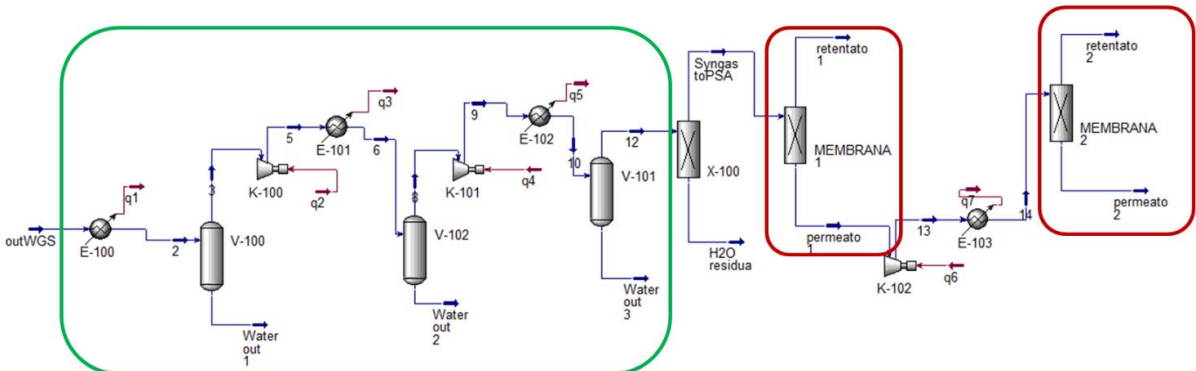 outWGS
q1
E-100
2
V-100
3
Water
out
1
5
q3
E-101
6
K-100
q2
V-102
8
Water
out
2
9
q5
E-102
10
K-101
q4
V-101
12
Water
out
3
Syngas
toPSA
X-100
H2O
residua
retentato
1
MEMBRANA
1
permeato
1
13
K-102
q6
q7
E-103
14
retentato
2
MEMBRANA
2
permeato
2